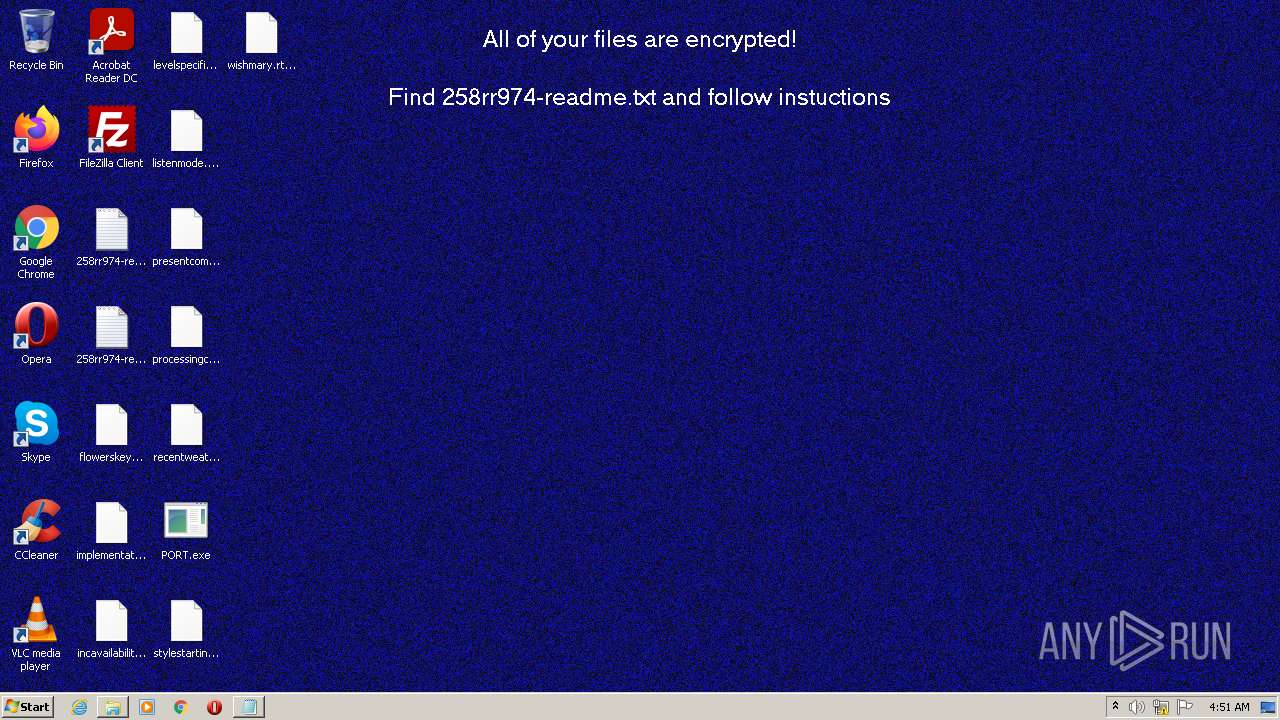 All of your files are encrypted!
Find 258rr974-readme.txt and follow instuctions
Recycle Bin
Acrobat
Reader DC
levelspecifi...
wishmary.rt...
Firefox
FileZilla Client
listenmode....
Google
Chrome
258rr974-re...
presentcom...
Opera
258rr974-re...
processingc...
Skype
flowerskey...
recentweat...
CCleaner
implementat...
PORT.exe
VLC media
player
incavailabilit...
stylestartin...
ANY RUN
Start
4:51 AM